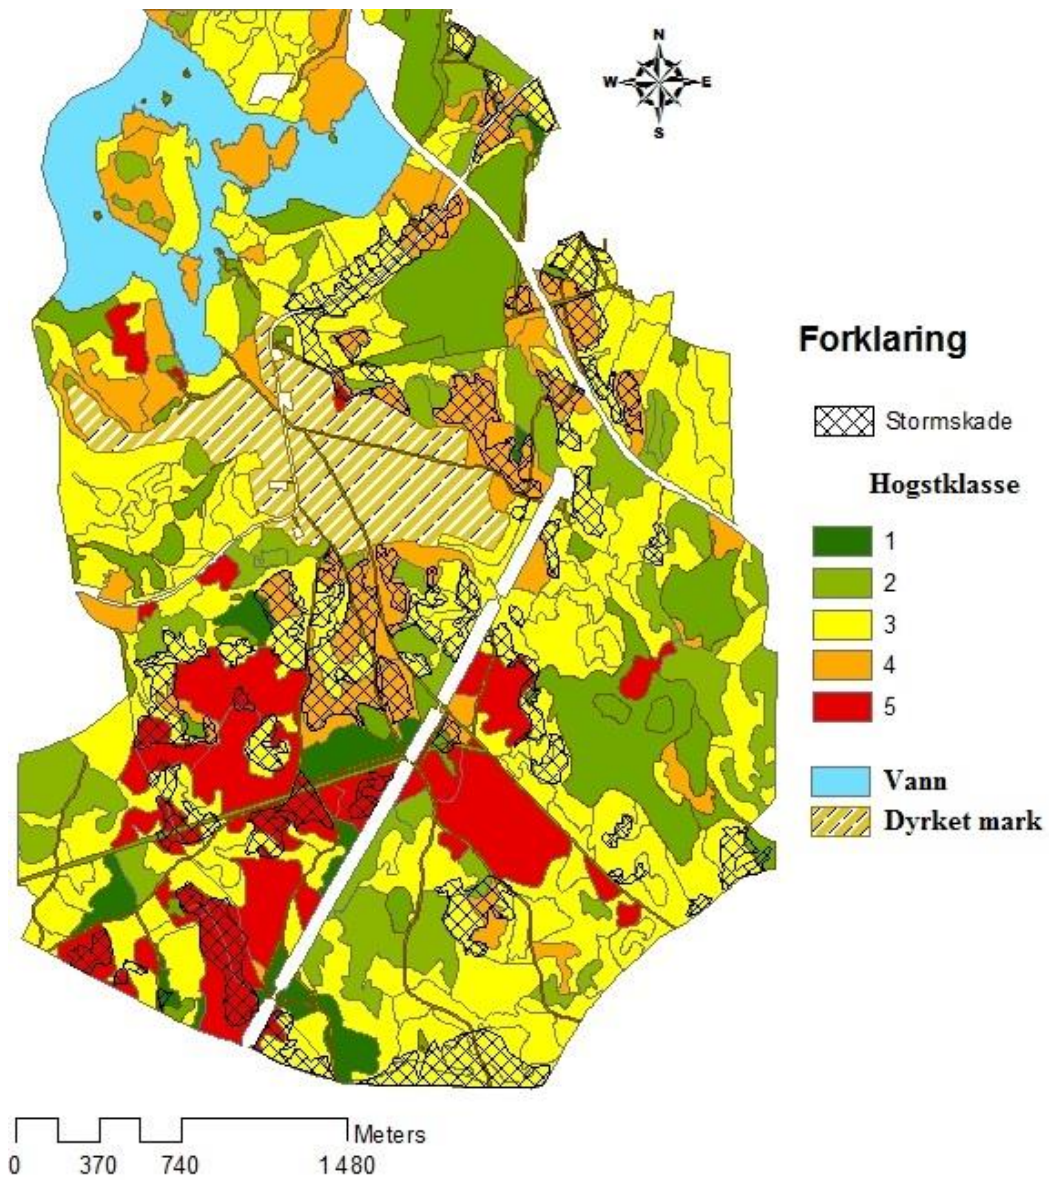 N
W E
S
Forklaring
Stormskade
Hogstklasse
1
2
3
4
5
Vann
Dyrket mark
Meters
0 370 740 1 480